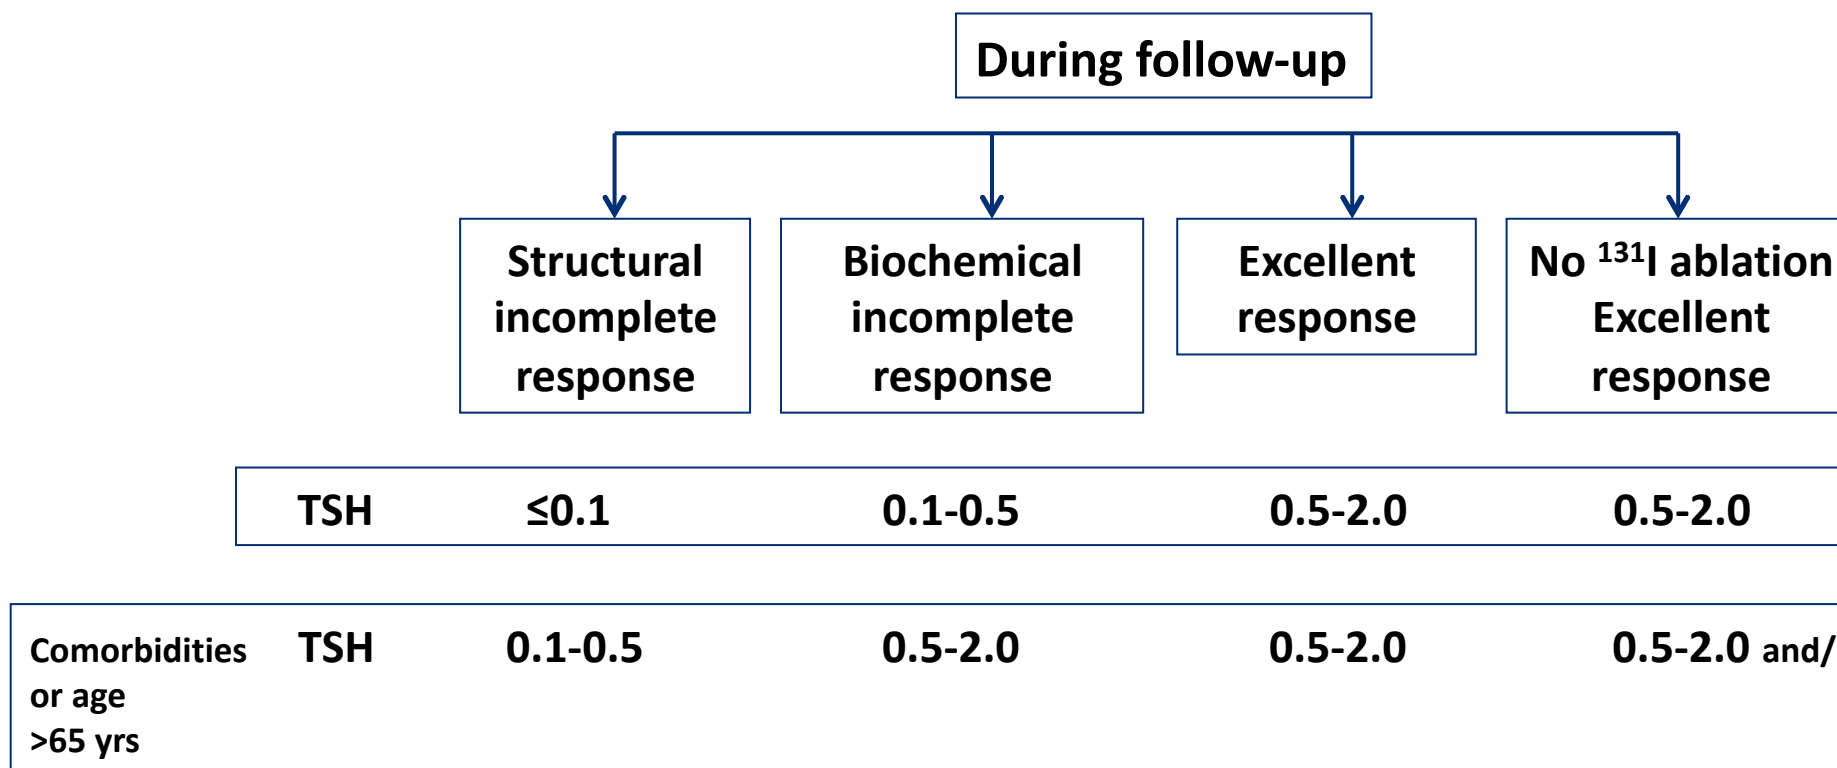 During follow-up
Structural
incomplete
response
Biochemical
incomplete
response
Excellent
response
No ¹³¹I ablation
Excellent
response
TSH ≤0.1 0.1-0.5 0.5-2.0 0.5-2.0
Comorbidities TSH 0.1-0.5 0.5-2.0 0.5-2.0 0.5-2.0 and/
or age
>65 yrs